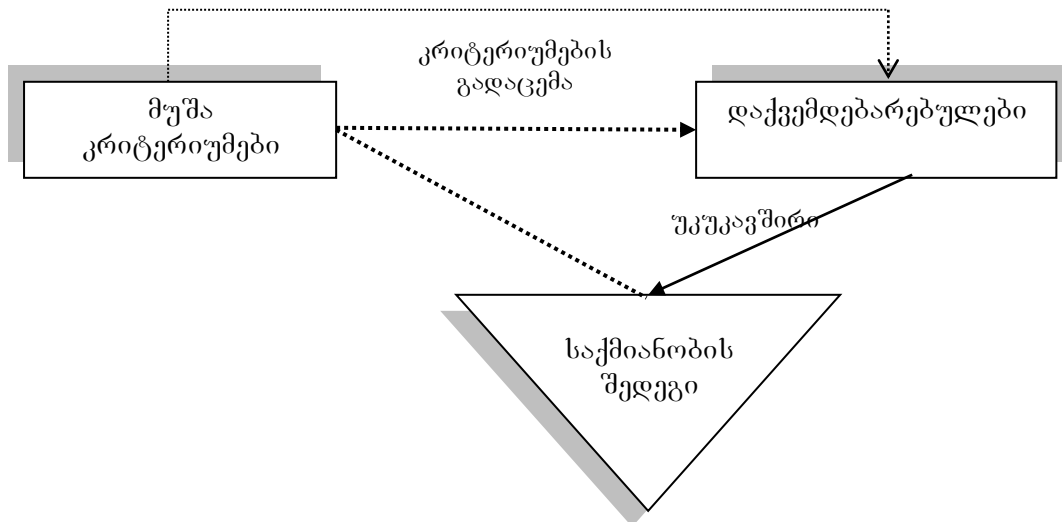 კრიტერიუმების
გადაცემა
მუშა
კრიტერიუმები
დაქვემდებარებულები
უკუკავშირი
საქმიანობის
შედეგი